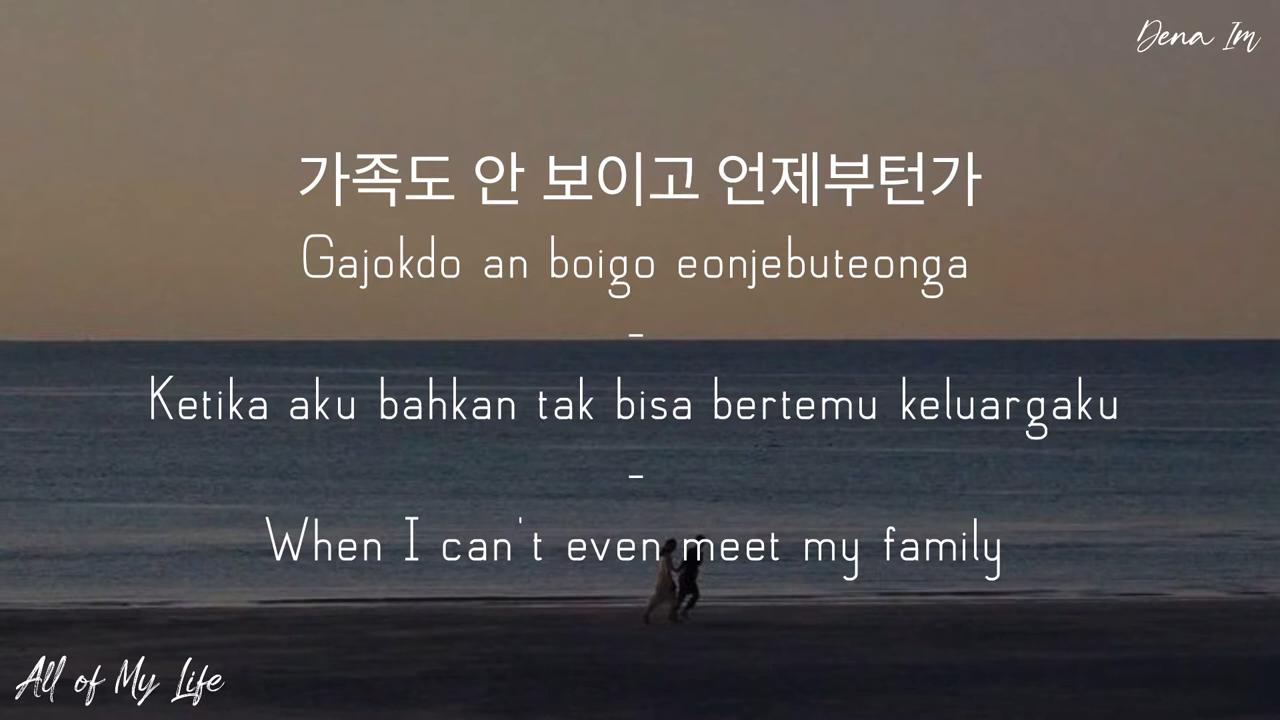 Dena Im
가족도 안 보이고 언제부턴가
Gajokdo an boigo eonjebuteonga
-
Ketika aku bahkan tak bisa bertemu keluargaku
-
When I can't even meet my family
All of My Life